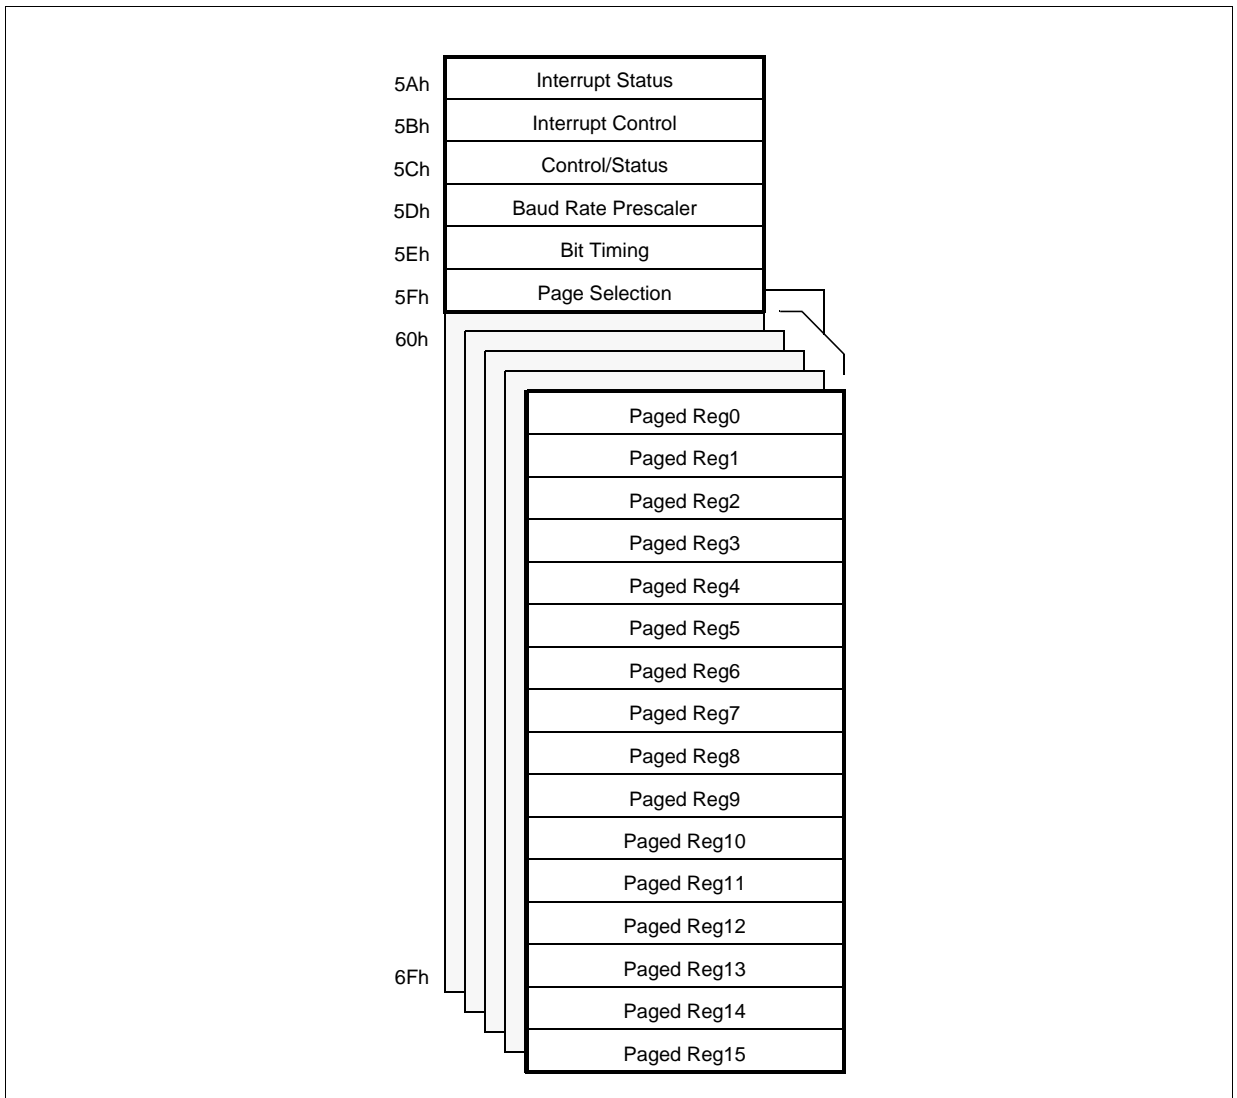 5Ah Interrupt Status
5Bh Interrupt Control
5Ch Control/Status
5Dh Baud Rate Prescaler
5Eh Bit Timing
5Fh Page Selection
60h
Paged Reg0
Paged Reg1
Paged Reg2
Paged Reg3
Paged Reg4
Paged Reg5
Paged Reg6
Paged Reg7
Paged Reg8
Paged Reg9
Paged Reg10
Paged Reg11
Paged Reg12
6Fh Paged Reg13
Paged Reg14
Paged Reg15